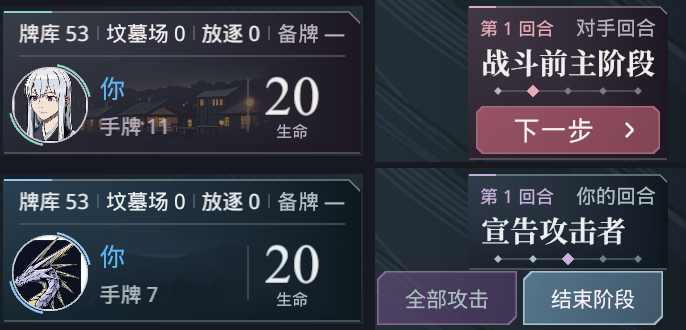 牌库 53 坟墓场 0 放逐 0 备牌 —
你
手牌 11
20
生命
第 1 回合 对手回合
战斗前主阶段
下一步
牌库 53 坟墓场 0 放逐 0 备牌 —
你
手牌 7
20
生命
第 1 回合 你的回合
宣告攻击者
全部攻击 结束阶段